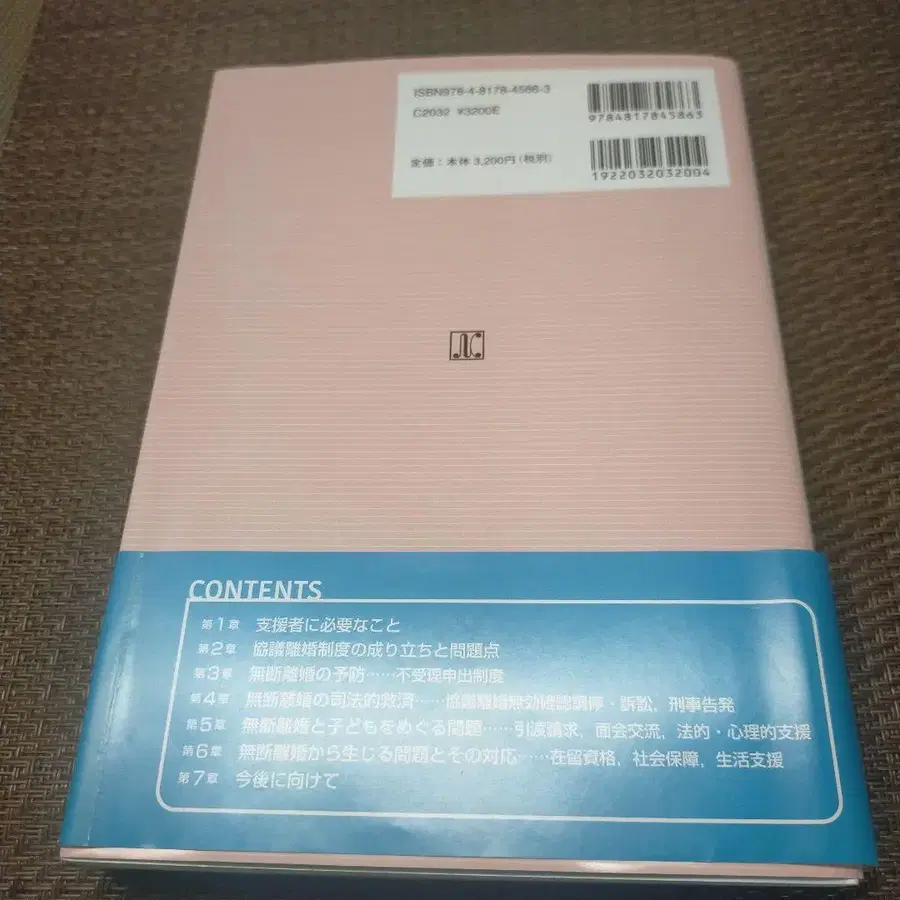 ISBN978-4-8178-4586-3
C2032 ¥3200E
9784817845863
定価：本体3,200円（税別）
1922032032004
CONTENTS
第1章 支援者に必要なこと
第2章 協議離婚制度の成り立ちと問題点
第3章 無断離婚の予防……不受理申出制度
第4章 無断離婚の司法的救済……協議離婚無効確認調停・訴訟，刑事告発
第5章 無断離婚と子どもをめぐる問題……引渡請求，面会交流，法的・心理的支援
第6章 無断離婚から生じる問題とその対応……在留資格，社会保障，生活支援
第7章 今後に向けて